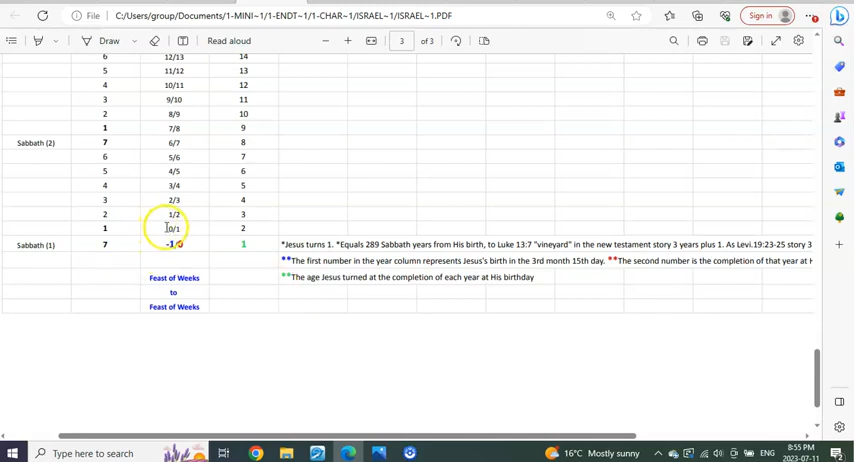 File C:/Users/group/Documents/1-MINI~1/1-ENDT~1/1-CHAR~1/ISRAEL~1/ISRAEL~1.PDF Sign in
Draw Read aloud 3 of 3
6 12/13 14
5 11/12 13
4 10/11 12
3 9/10 11
2 8/9 10
1 7/8 9
Sabbath (2) 7 6/7 8
6 5/6 7
5 4/5 6
4 3/4 5
3 2/3 4
2 1/2 3
1 0/1 2
Sabbath (1) 7 -1/0 1 *Jesus turns 1. *Equals 289 Sabbath years from His birth, to Luke 13:7 "vineyard" in the new testament story 3 years plus 1. As Levi.19:23-25 story 3
**The first number in the year column represents Jesus's birth in the 3rd month 15th day. **The second number is the completion of that year at H
Feast of Weeks **The age Jesus turned at the completion of each year at His birthday
to
Feast of Weeks
Type here to search 16°C Mostly sunny ENG 8:55 PM
2023-07-11